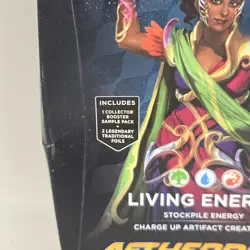 INCLUDES
1 COLLECTOR
BOOSTER
SAMPLE PACK
+
2 LEGENDARY
TRADITIONAL
FOILS
LIVING ENER
STOCKPILE ENERGY
CHARGE UP ARTIFACT CREAT